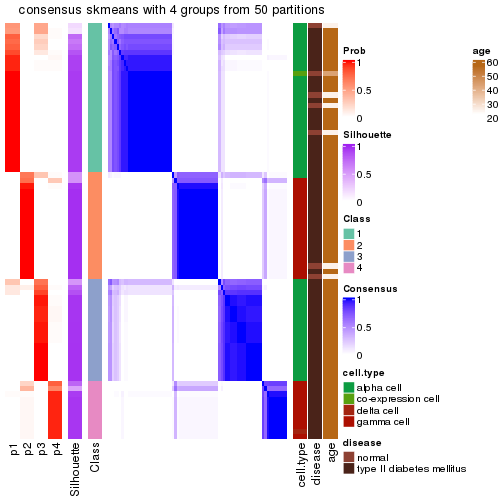 consensus skmeans with 4 groups from 50 partitions
Prob
1
0.5
0
age
60
50
40
30
20
Silhouette
1
0.5
0
Class
1
2
3
4
Consensus
1
0.5
0
cell.type
alpha cell
co-expression cell
delta cell
gamma cell
disease
normal
type II diabetes mellitus
p1
p2
p3
p4
Silhouette
Class
cell.type
disease
age